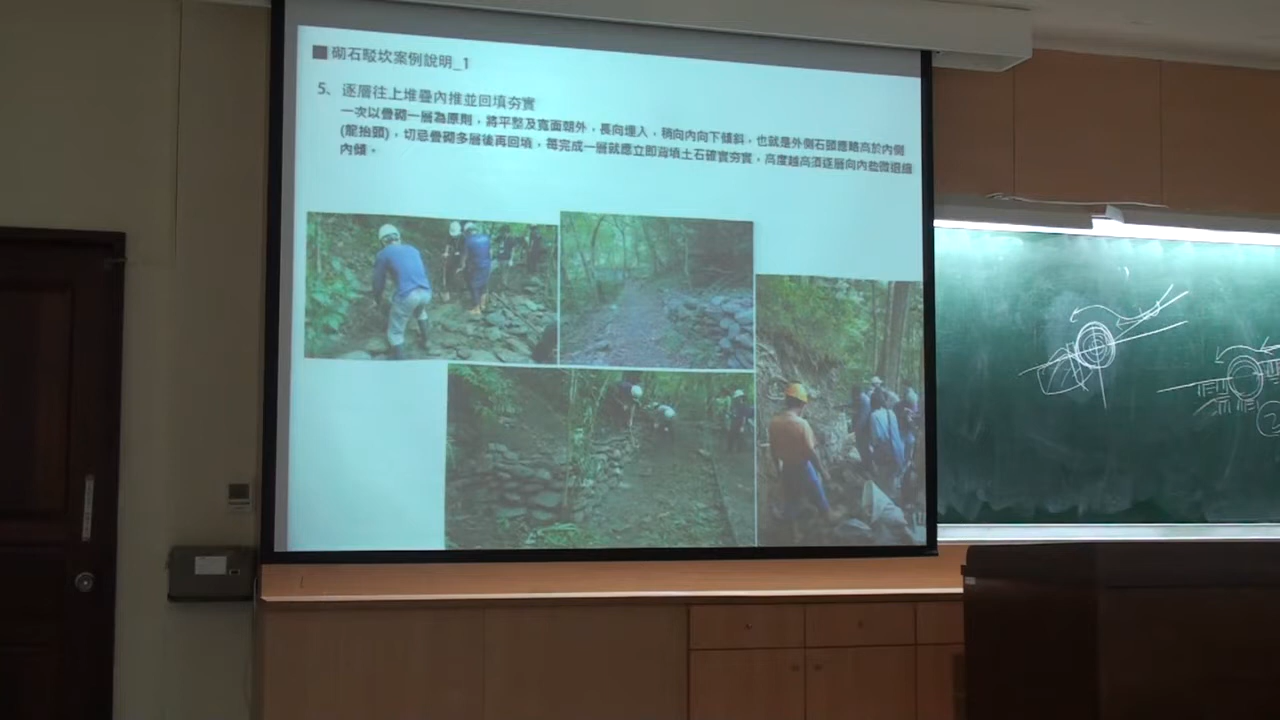 ■ 砌石駁坎案例說明_1
5、逐層往上堆疊內推並回填夯實
一次以疊砌一層為原則，將平整及寬面朝外，長向埋入，稍向內向下傾斜，也就是外側石頭應略高於內側
(駝抬頭)，切忌疊砌多層後再回填，每完成一層就應立即背填土石確實夯實，高度越高須逐層向內些微退縮
內傾。